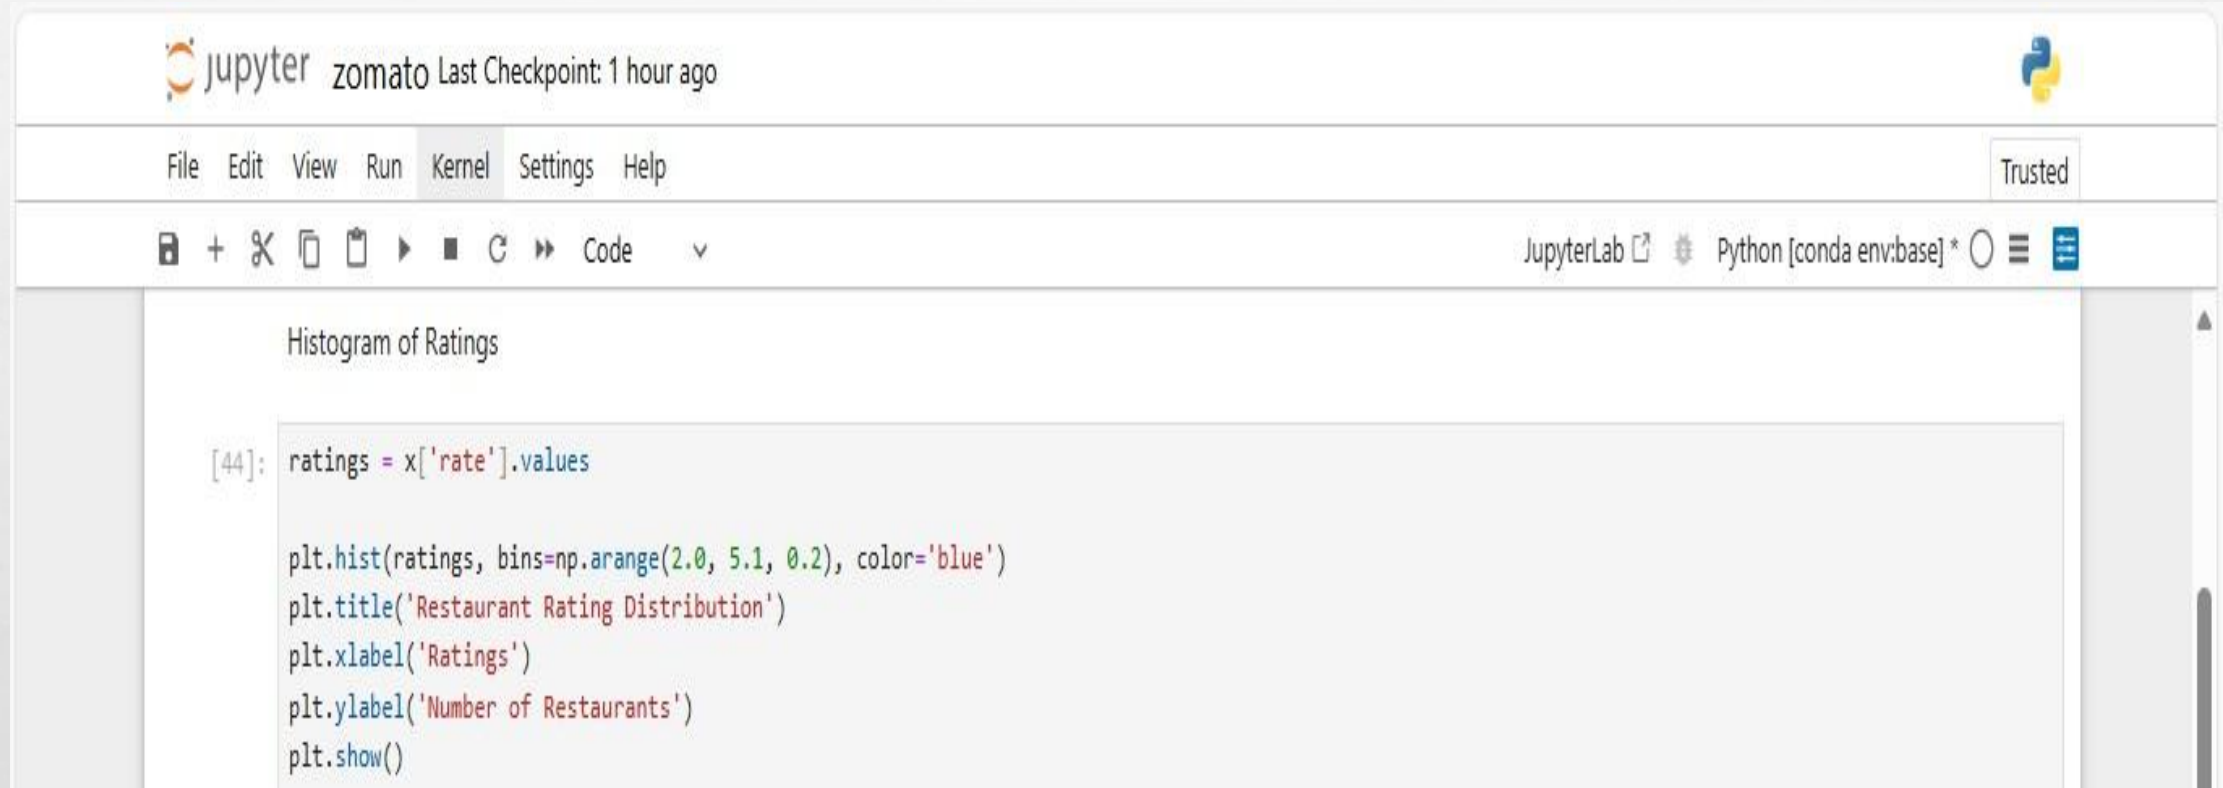 jupyter zomato Last Checkpoint: 1 hour ago
File Edit View Run Kernel Settings Help
Trusted
Code
JupyterLab Python [conda env:base] *
Histogram of Ratings
[44]: ratings = x['rate'].values
plt.hist(ratings, bins=np.arange(2.0, 5.1, 0.2), color='blue')
plt.title('Restaurant Rating Distribution')
plt.xlabel('Ratings')
plt.ylabel('Number of Restaurants')
plt.show()